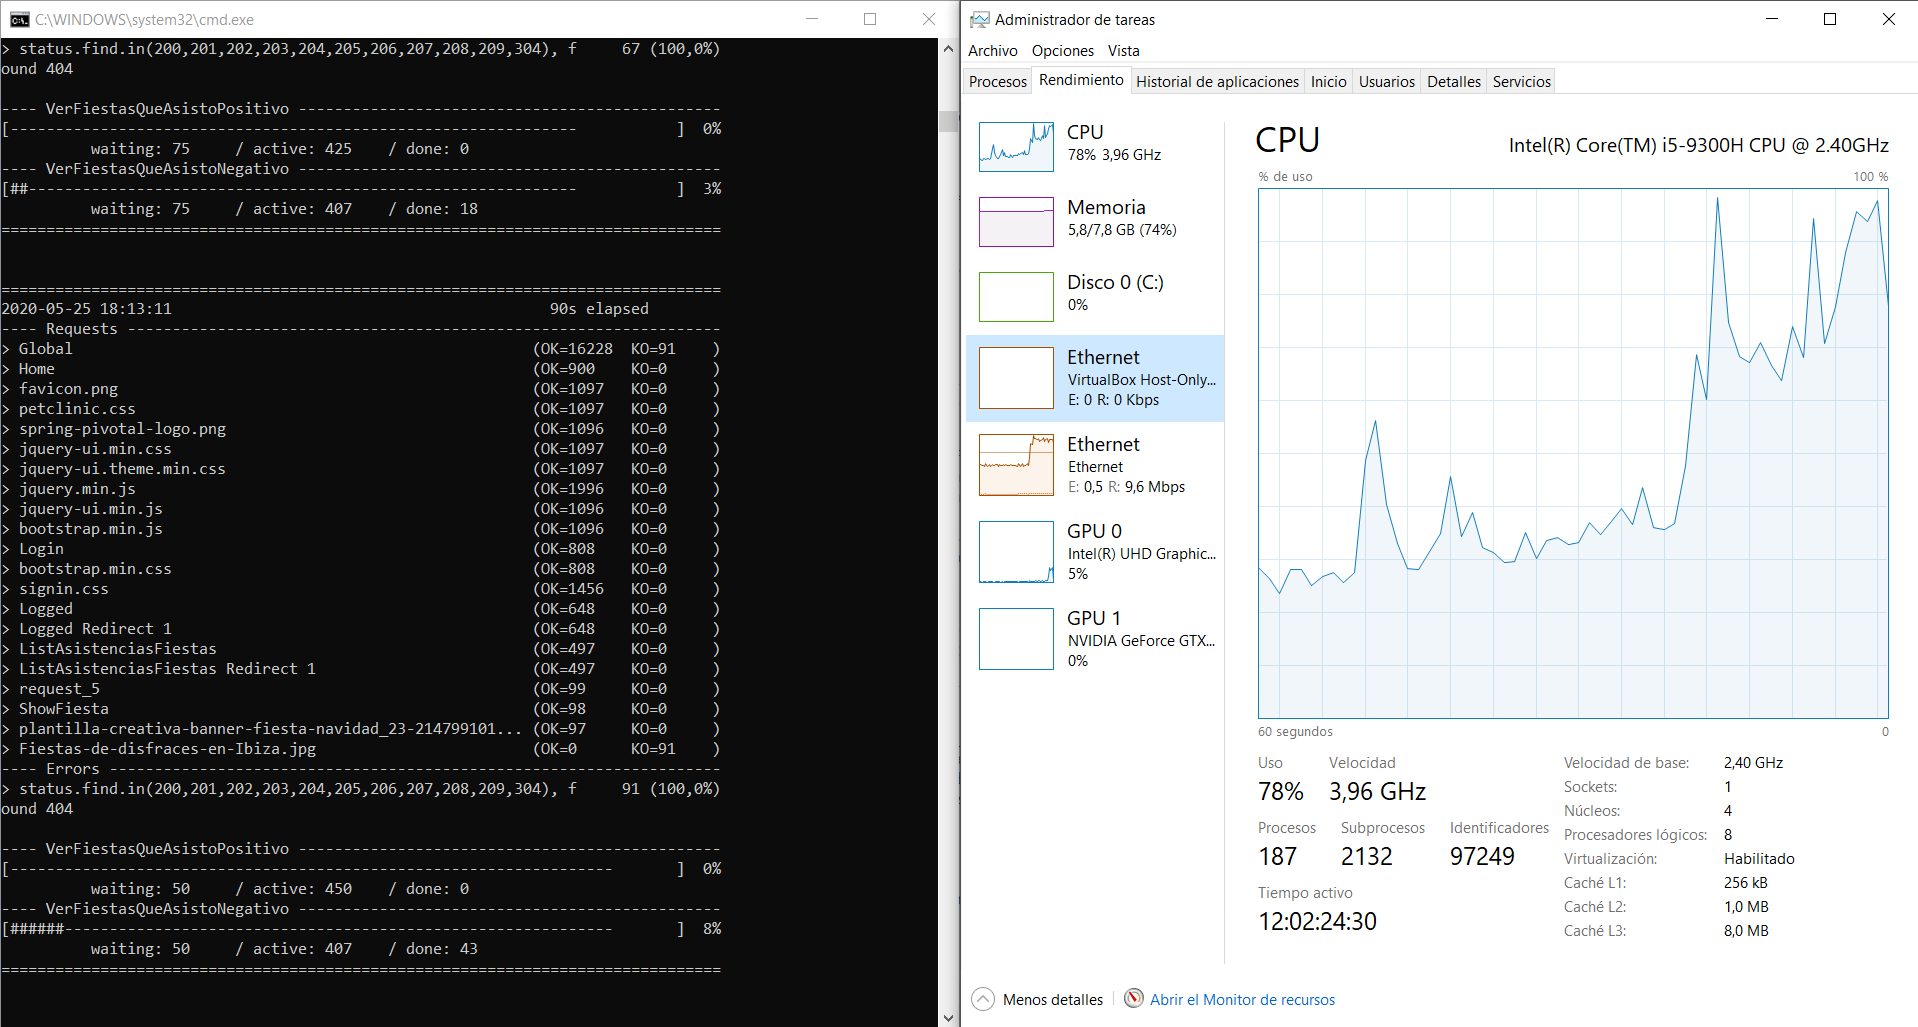 C:\WINDOWS\system32\cmd.exe
> status.find.in(200,201,202,203,204,205,206,207,208,209,304), f     67 (100,0%)
ound 404
---- VerFiestasQueAsistoPositivo -----------------------------------------------
[---------------------------------------------------------------           ]  0%
          waiting: 75     / active: 425    / done: 0
---- VerFiestasQueAsistoNegativo -----------------------------------------------
[##-------------------------------------------------------------           ]  3%
          waiting: 75     / active: 407    / done: 18
================================================================================
================================================================================
2020-05-25 18:13:11                                          90s elapsed
---- Requests ------------------------------------------------------------------
> Global                                                   (OK=16228  KO=91    )
> Home                                                     (OK=900    KO=0     )
> favicon.png                                              (OK=1097   KO=0     )
> petclinic.css                                            (OK=1097   KO=0     )
> spring-pivotal-logo.png                                  (OK=1096   KO=0     )
> jquery-ui.min.css                                        (OK=1097   KO=0     )
> jquery-ui.theme.min.css                                  (OK=1097   KO=0     )
> jquery.min.js                                            (OK=1996   KO=0     )
> jquery-ui.min.js                                         (OK=1096   KO=0     )
> bootstrap.min.js                                         (OK=1096   KO=0     )
> Login                                                    (OK=808    KO=0     )
> bootstrap.min.css                                        (OK=808    KO=0     )
> signin.css                                               (OK=1456   KO=0     )
> Logged                                                   (OK=648    KO=0     )
> Logged Redirect 1                                        (OK=648    KO=0     )
> ListAsistenciasFiestas                                   (OK=497    KO=0     )
> ListAsistenciasFiestas Redirect 1                        (OK=497    KO=0     )
> request_5                                                (OK=99     KO=0     )
> ShowFiesta                                               (OK=98     KO=0     )
> plantilla-creativa-banner-fiesta-navidad_23-214799101... (OK=97     KO=0     )
> Fiestas-de-disfraces-en-Ibiza.jpg                        (OK=0      KO=91    )
---- Errors --------------------------------------------------------------------
> status.find.in(200,201,202,203,204,205,206,207,208,209,304), f     91 (100,0%)
ound 404
---- VerFiestasQueAsistoPositivo -----------------------------------------------
[-------------------------------------------------------------------       ]  0%
          waiting: 50     / active: 450    / done: 0
---- VerFiestasQueAsistoNegativo -----------------------------------------------
[######-------------------------------------------------------------       ]  8%
          waiting: 50     / active: 407    / done: 43
================================================================================
Administrador de tareas
Archivo Opciones Vista
Procesos Rendimiento Historial de aplicaciones Inicio Usuarios Detalles Servicios
CPU
78% 3,96 GHz
Memoria
5,8/7,8 GB (74%)
Disco 0 (C:)
0%
Ethernet
VirtualBox Host-Only...
E: 0 R: 0 Kbps
Ethernet
Ethernet
E: 0,5 R: 9,6 Mbps
GPU 0
Intel(R) UHD Graphic...
5%
GPU 1
NVIDIA GeForce GTX...
0%
CPU Intel(R) Core(TM) i5-9300H CPU @ 2.40GHz
% de uso 100 %
60 segundos 0
Uso Velocidad
78% 3,96 GHz
Procesos Subprocesos Identificadores
187 2132 97249
Tiempo activo
12:02:24:30
Velocidad de base: 2,40 GHz
Sockets: 1
Núcleos: 4
Procesadores lógicos: 8
Virtualización: Habilitado
Caché L1: 256 kB
Caché L2: 1,0 MB
Caché L3: 8,0 MB
Menos detalles Abrir el Monitor de recursos